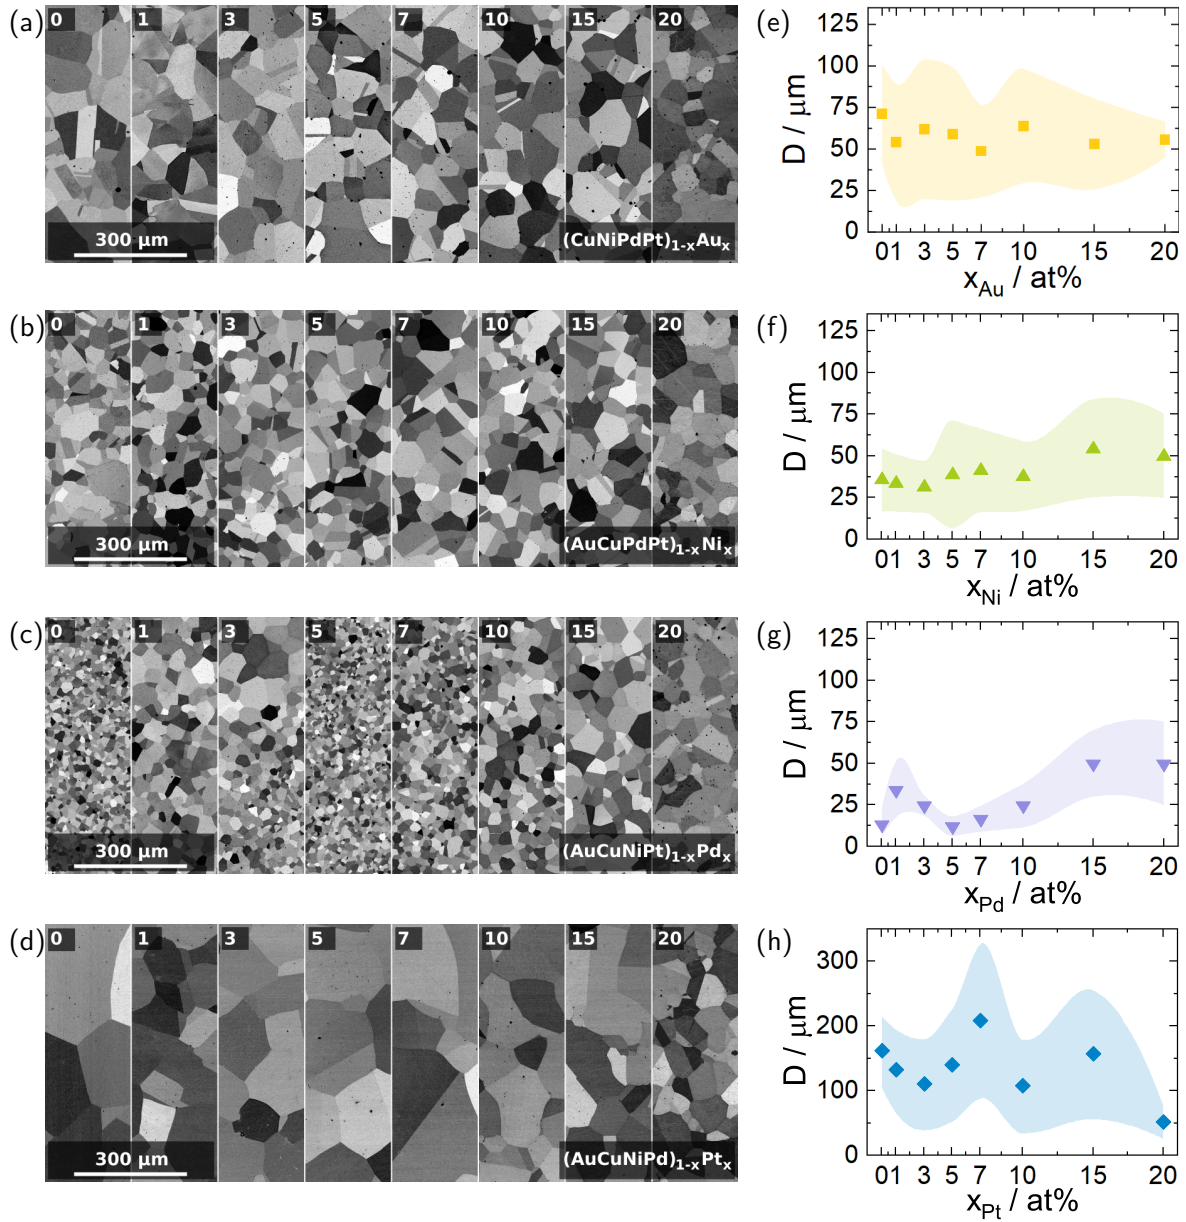 (a)
0 1 3 5 7 10 15 20
300 µm
(CuNiPdPt)1-xAux
(e)
125
100
75
50
25
0
D / µm
0 1 3 5 7 10 15 20
xAu / at%
(b)
0 1 3 5 7 10 15 20
300 µm
(AuCuPdPt)1-xNix
(f)
125
100
75
50
25
0
D / µm
0 1 3 5 7 10 15 20
xNi / at%
(c)
0 1 3 5 7 10 15 20
300 µm
(AuCuNiPt)1-xPdx
(g)
125
100
75
50
25
0
D / µm
0 1 3 5 7 10 15 20
xPd / at%
(d)
0 1 3 5 7 10 15 20
300 µm
(AuCuNiPd)1-xPtx
(h)
300
200
100
0
D / µm
0 1 3 5 7 10 15 20
xPt / at%